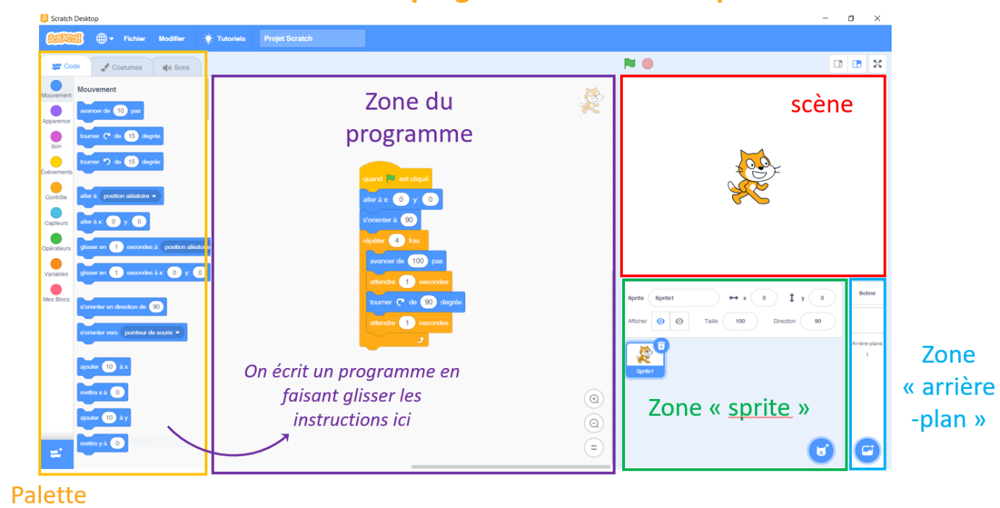 Scratch Desktop
SCRATCH Fichier Modifier Tutoriels Projet Scratch
Code Costumes Sons
Mouvement
Apparence
Son
Événements
Contrôle
Capteurs
Opérateurs
Variables
Mes Blocs
Mouvement
avancer de 10 pas
tourner de 15 degrés
tourner de 15 degrés
aller à position aléatoire
aller à x: 0 y: 0
glisser en 1 secondes à position aléatoire
glisser en 1 secondes à x: 0 y: 0
s'orienter en direction de 90
s'orienter vers pointeur de souris
ajouter 10 à x
mettre x à 0
ajouter 10 à y
mettre y à 0
Palette
Zone du
programme
quand est cliqué
aller à x: 0 y: 0
s'orienter à 90
répéter 4 fois
avancer de 100 pas
attendre 1 secondes
tourner de 90 degrés
attendre 1 secondes
On écrit un programme en
faisant glisser les
instructions ici
scène
Sprite Sprite1 x 0 y 0
Afficher Taille 100 Direction 90
Sprite1
Zone « sprite »
Scène
Arrière-plans
1
Zone
« arrière
-plan »